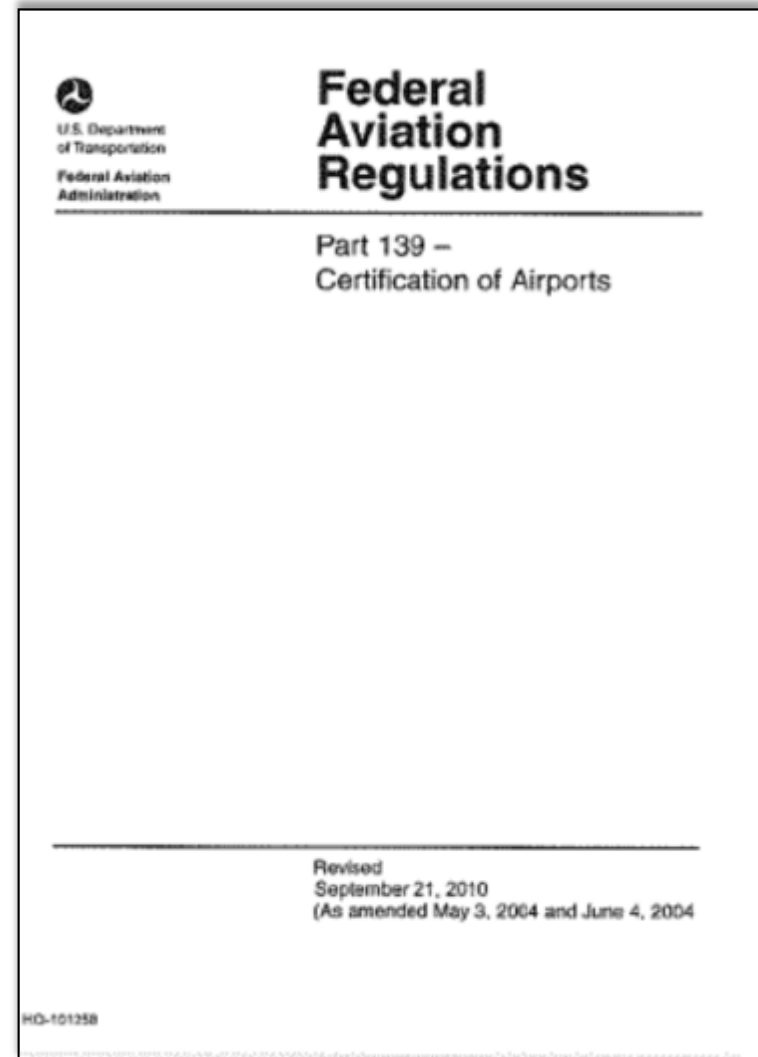 U.S. Department
of Transportation
Federal Aviation
Administration
Federal
Aviation
Regulations
Part 139 –
Certification of Airports
Revised
September 21, 2010
(As amended May 3, 2004 and June 4, 2004
HQ-101258